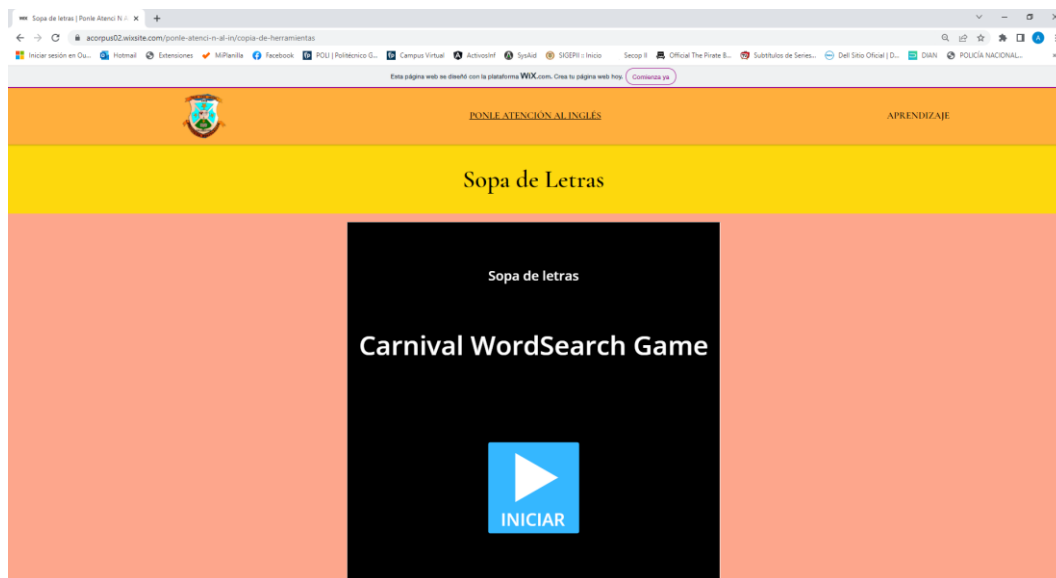 Sopa de letras | Ponle Atenci N A
acorpus02.wixsite.com/ponle-atenci-n-al-in/copia-de-herramientas
Iniciar sesión en Ou... Hotmail Extensiones MiPlanilla Facebook POLI | Politécnico G... Campus Virtual ActivosInf SysAid SIGEPII :: Inicio Secop II Official The Pirate B... Subtítulos de Series... Dell Sitio Oficial | D... DIAN POLICÍA NACIONAL...
Esta página web se diseñó con la plataforma WiX.com. Crea tu página web hoy. Comienza ya
PONLE ATENCIÓN AL INGLÉS APRENDIZAJE
Sopa de Letras
Sopa de letras
Carnival WordSearch Game
INICIAR